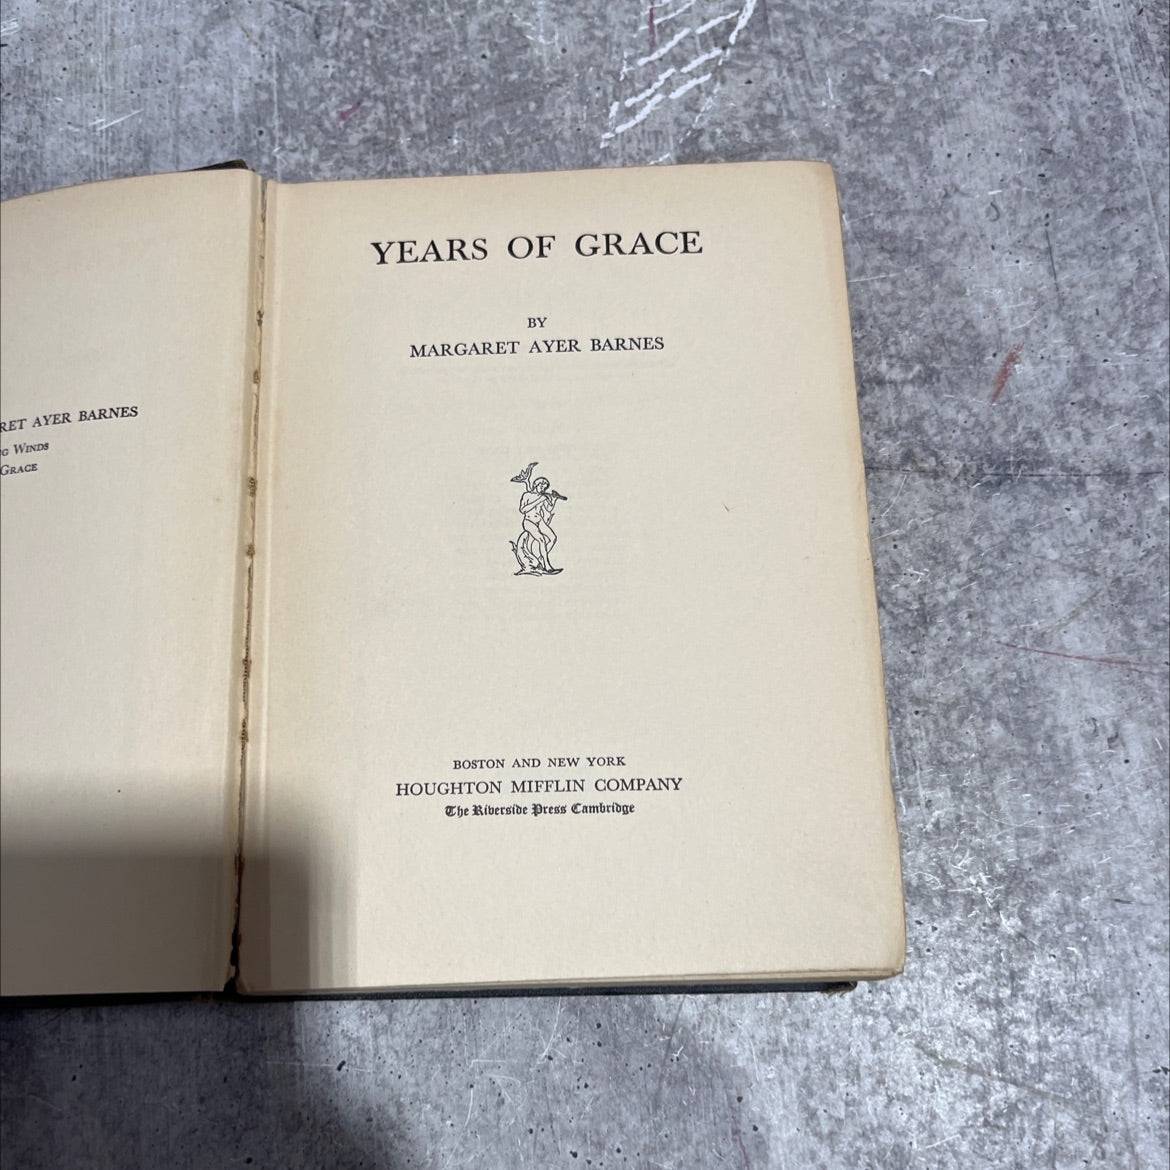 RET AYER BARNES
G WINDS
GRACE
YEARS OF GRACE
BY
MARGARET AYER BARNES
BOSTON AND NEW YORK
HOUGHTON MIFFLIN COMPANY
The Riverside Press Cambridge